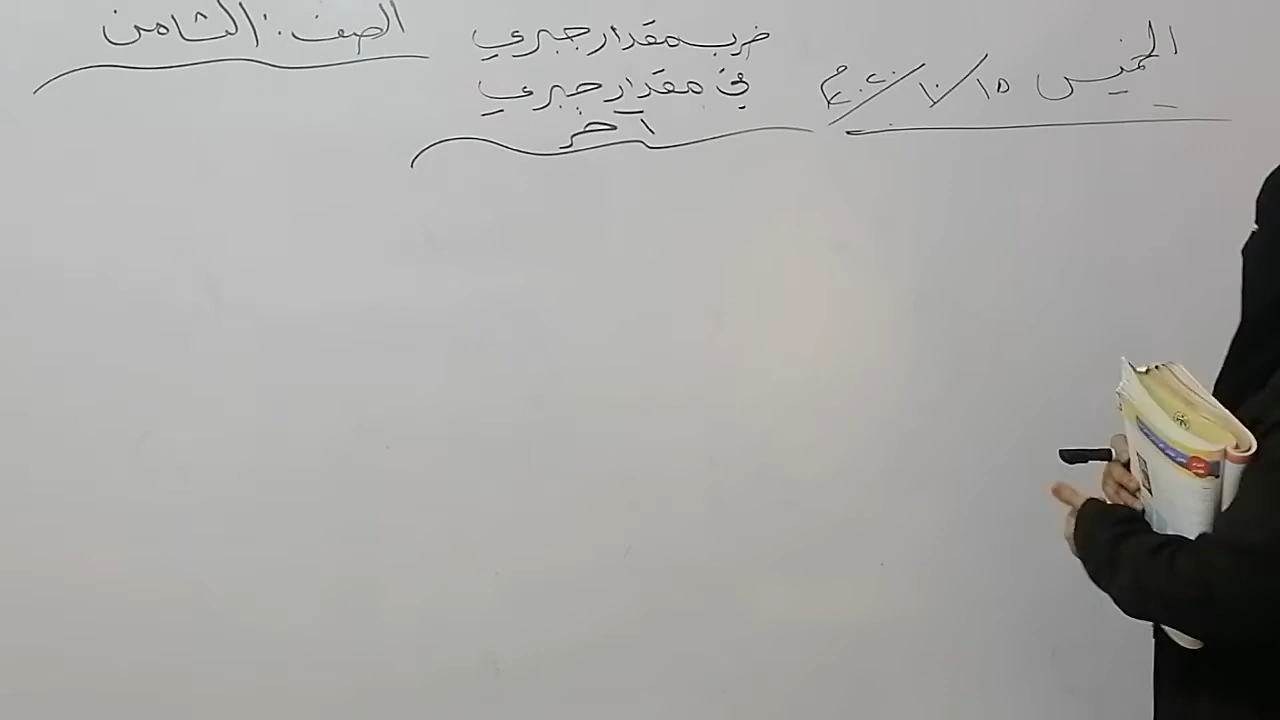 الخميس ١٥/١٠/٢٠٢٠م
ضرب مقدار جبري
في مقدار جبري
آخر
الصف: الثامن